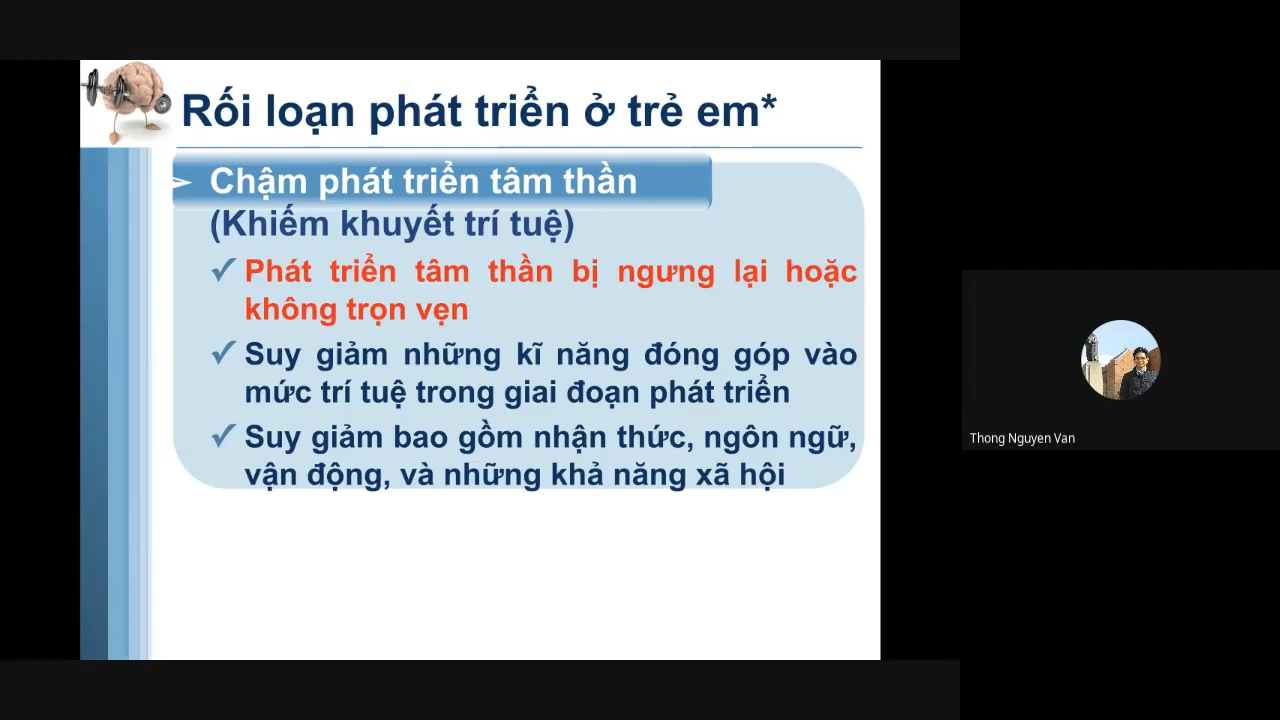 Rối loạn phát triển ở trẻ em*
Chậm phát triển tâm thần
(Khiếm khuyết trí tuệ)
Phát triển tâm thần bị ngưng lại hoặc
không trọn vẹn
Suy giảm những kĩ năng đóng góp vào
mức trí tuệ trong giai đoạn phát triển
Suy giảm bao gồm nhận thức, ngôn ngữ,
vận động, và những khả năng xã hội
Thong Nguyen Van